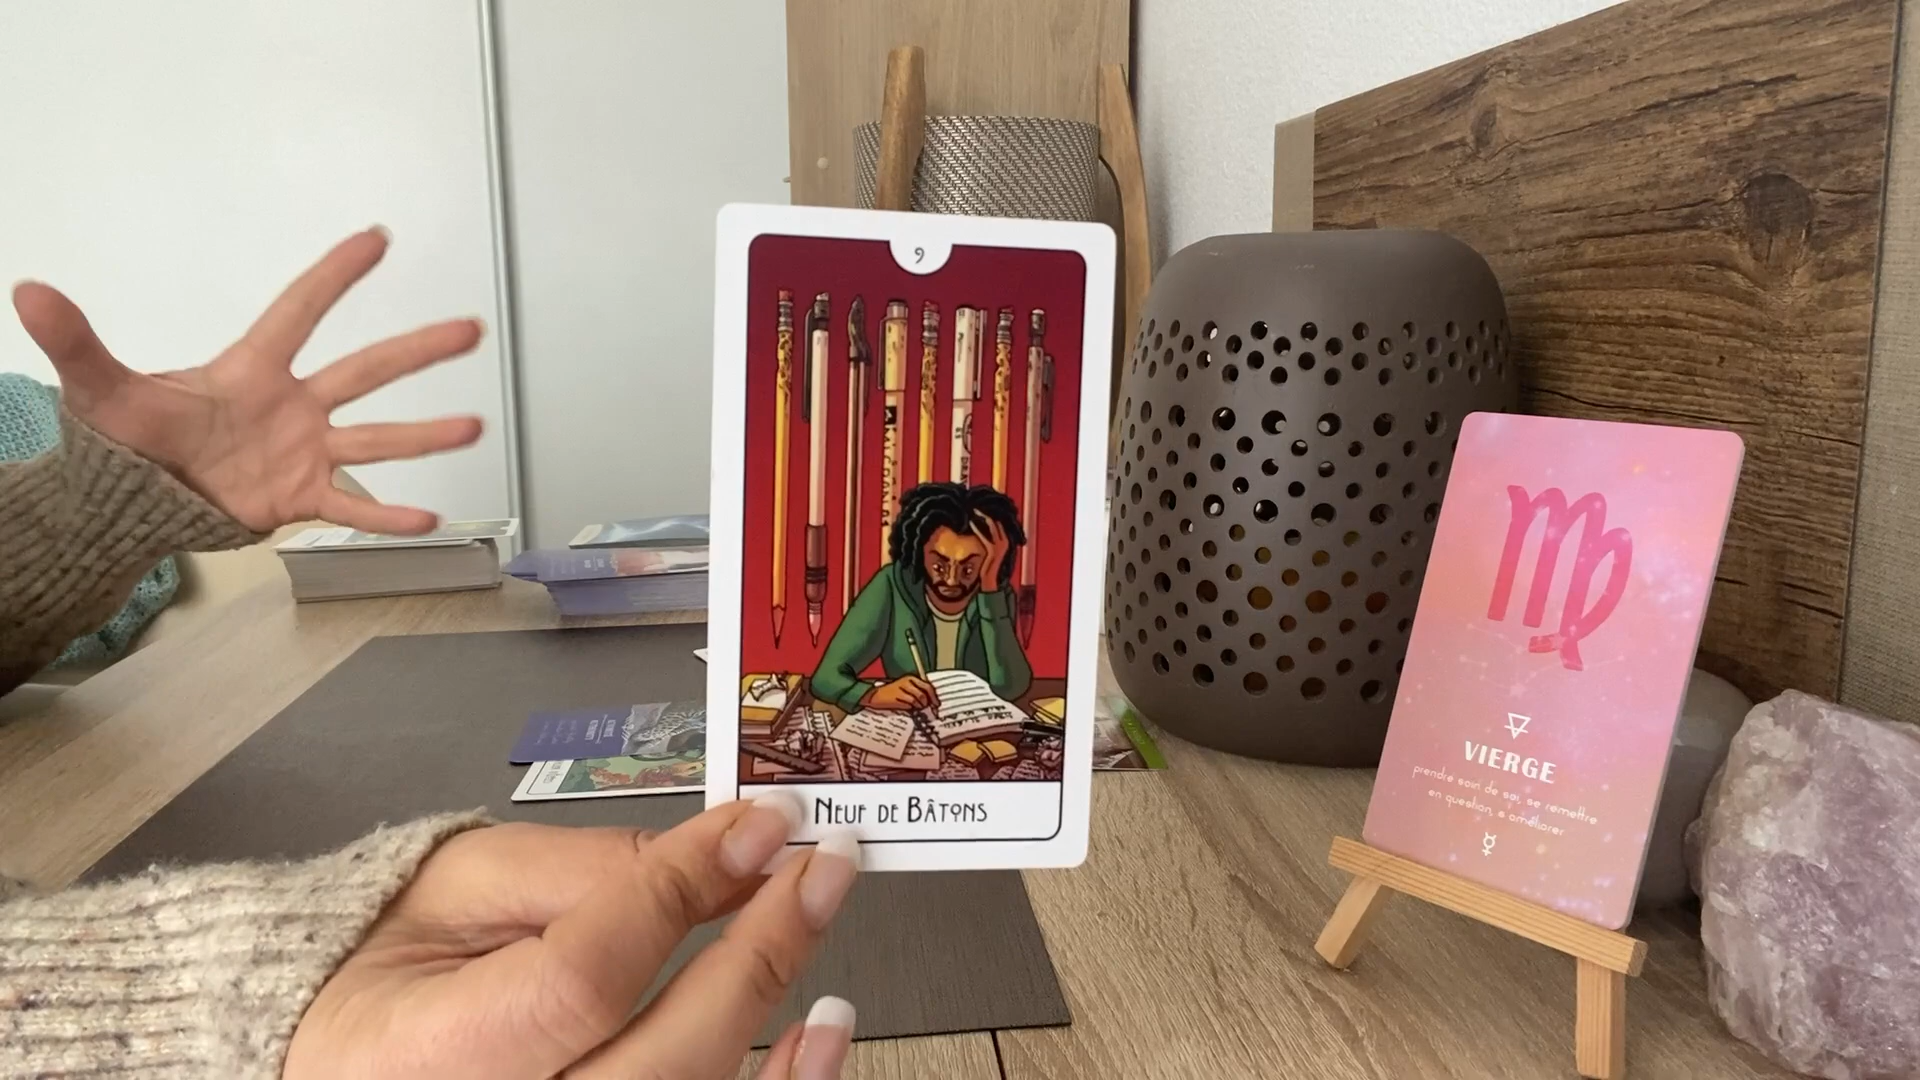 9
NEUF DE BÂTONS
VIERGE
prendre soin de soi, se remettre
en question, s améliorer